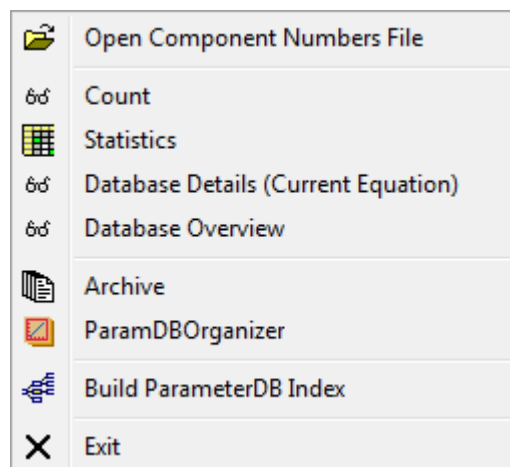 Open Component Numbers File
Count
Statistics
Database Details (Current Equation)
Database Overview
Archive
ParamDBOrganizer
Build ParameterDB Index
Exit